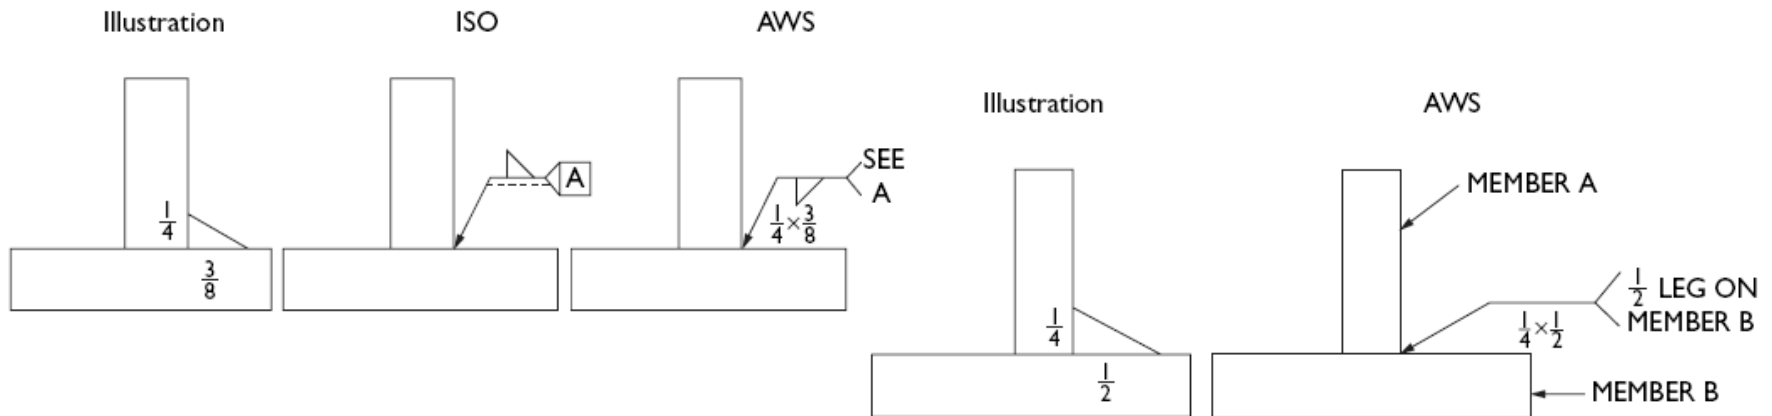 Illustration
ISO
AWS
1/4
3/8
A
SEE
A
1/4 × 3/8
Illustration
AWS
1/4
1/2
MEMBER A
1/2 LEG ON
MEMBER B
1/4 × 1/2
MEMBER B